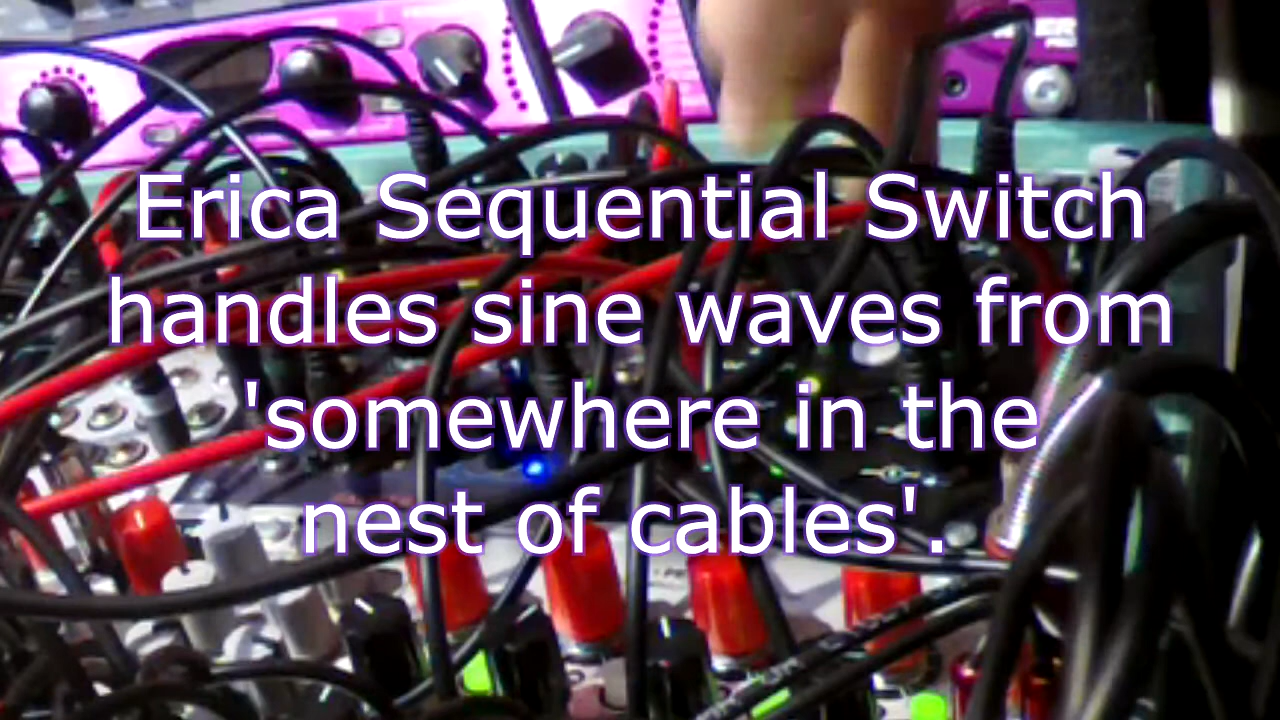 Erica Sequential Switch
handles sine waves from
'somewhere in the
nest of cables'.